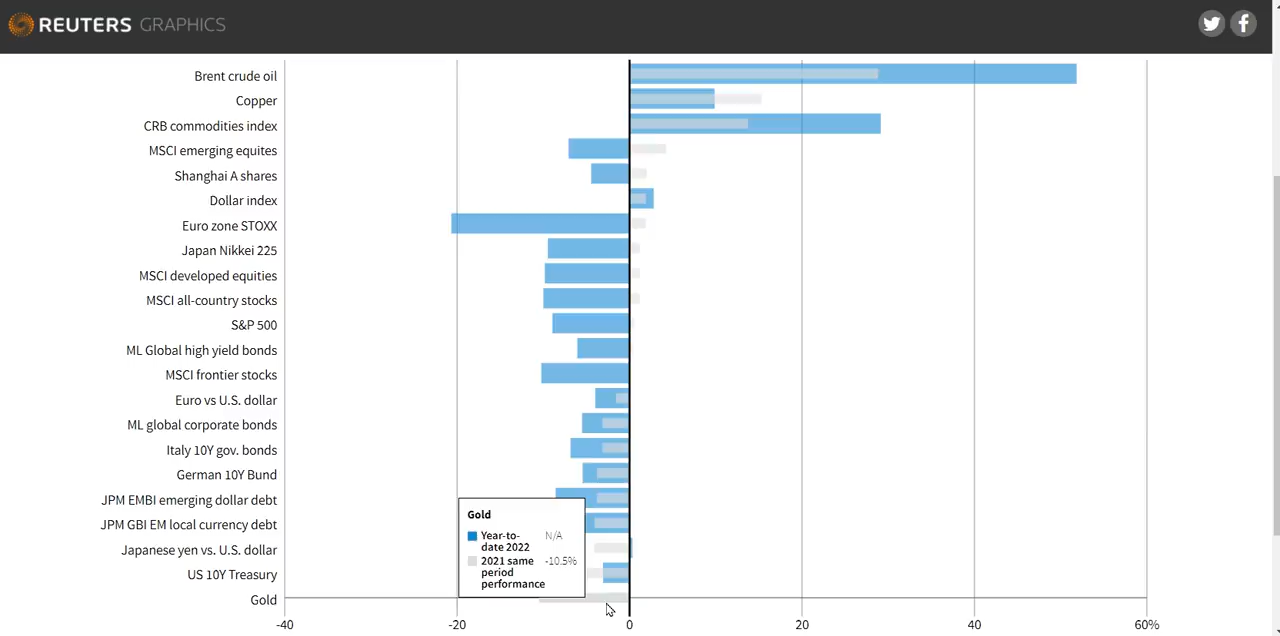 REUTERS GRAPHICS
Brent crude oil
Copper
CRB commodities index
MSCI emerging equites
Shanghai A shares
Dollar index
Euro zone STOXX
Japan Nikkei 225
MSCI developed equities
MSCI all-country stocks
S&P 500
ML Global high yield bonds
MSCI frontier stocks
Euro vs U.S. dollar
ML global corporate bonds
Italy 10Y gov. bonds
German 10Y Bund
JPM EMBI emerging dollar debt
JPM GBI EM local currency debt
Japanese yen vs. U.S. dollar
US 10Y Treasury
Gold
Gold
Year-to- N/A
date 2022
2021 same -10.5%
period
performance
-40 -20 0 20 40 60%